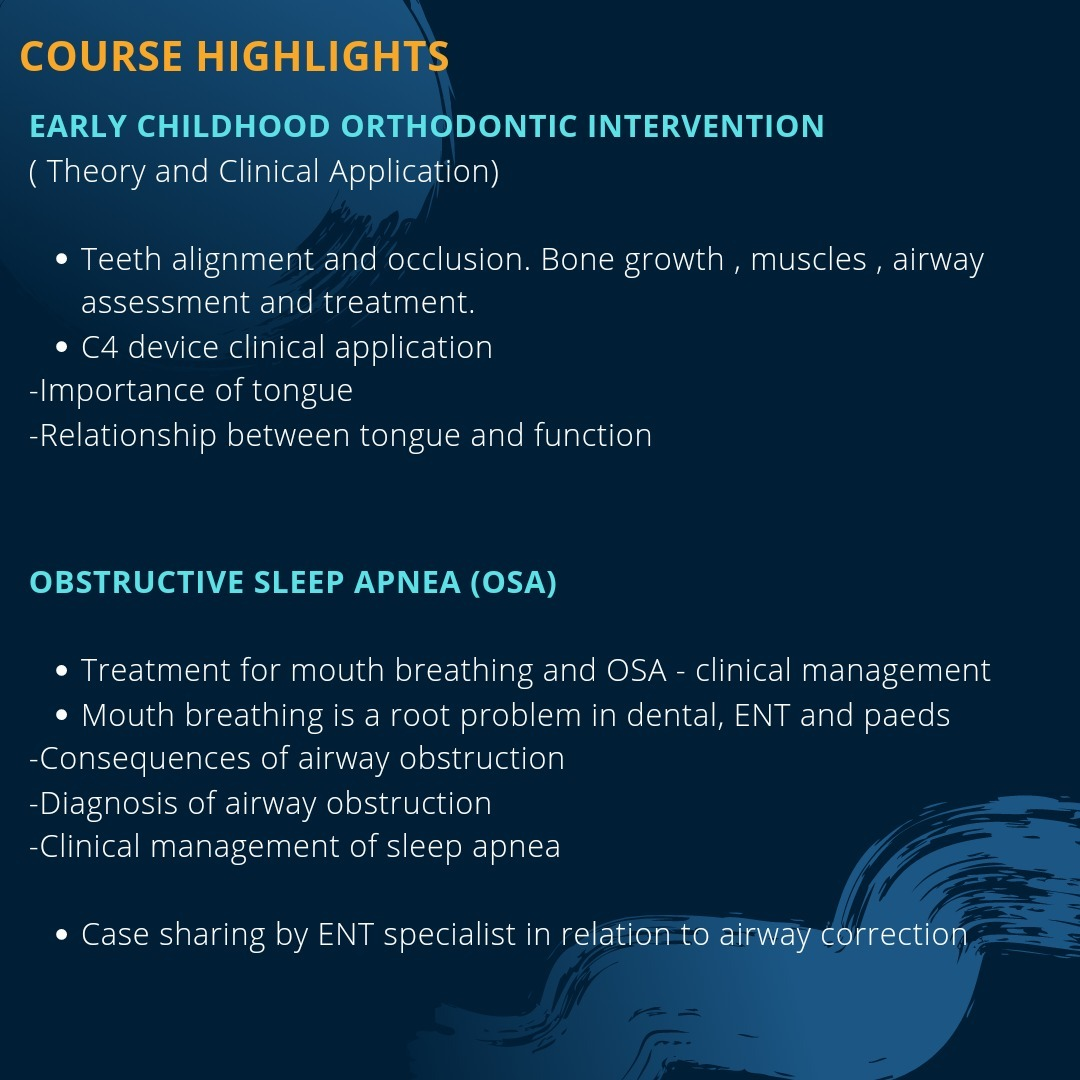 COURSE HIGHLIGHTS
EARLY CHILDHOOD ORTHODONTIC INTERVENTION
( Theory and Clinical Application)
• Teeth alignment and occlusion. Bone growth , muscles , airway
assessment and treatment.
• C4 device clinical application
-Importance of tongue
-Relationship between tongue and function
OBSTRUCTIVE SLEEP APNEA (OSA)
• Treatment for mouth breathing and OSA - clinical management
• Mouth breathing is a root problem in dental, ENT and paeds
-Consequences of airway obstruction
-Diagnosis of airway obstruction
-Clinical management of sleep apnea
• Case sharing by ENT specialist in relation to airway correction